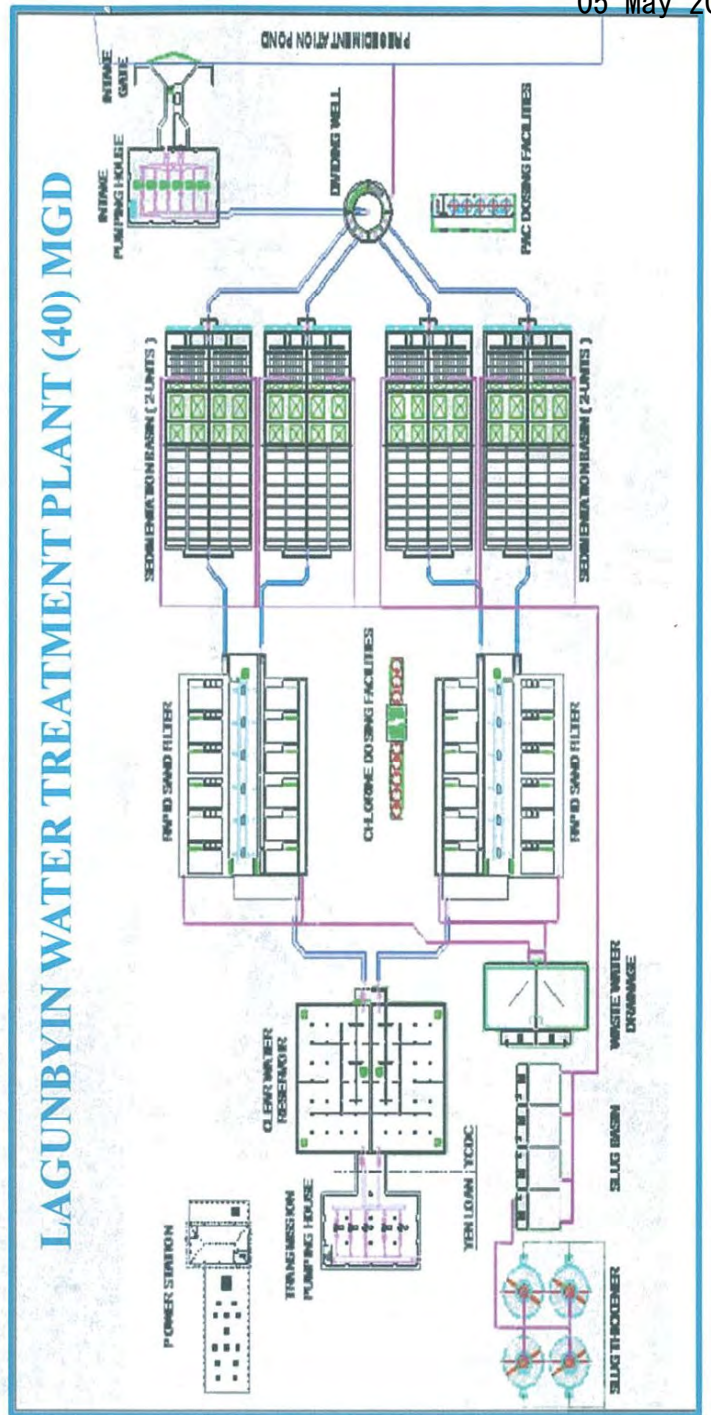 05 May 20
LAGUNBYIN WATER TREATMENT PLANT (40) MGD
PRESEDIMENTATION POND
INTAKE
GATE
INTAKE
PUMPING HOUSE
DIVIDING WELL
PAC DOSING FACILITIES
SEDIMENTATION BASIN ( 2-UNITS )
SEDIMENTATION BASIN ( 2-UNITS )
RAPID SAND FILTER
CHLORINE DOSING FACILITIES
RAPID SAND FILTER
CLEAR WATER
RESERVOIR
WASTE WATER
DRAINAGE
POWER STATION
TRANSMISSION
PUMPING HOUSE
YEN LOAN
YCDC
SLUG BASIN
SLUG THICKENER